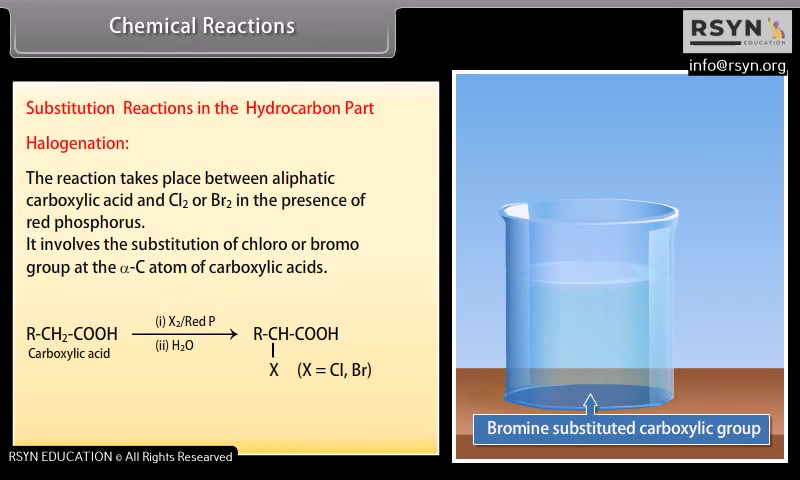 Chemical Reactions
RSYN
EDUCATION
info@rsyn.org
Substitution Reactions in the Hydrocarbon Part
Halogenation:
The reaction takes place between aliphatic
carboxylic acid and Cl₂ or Br₂ in the presence of
red phosphorus.
It involves the substitution of chloro or bromo
group at the α-C atom of carboxylic acids.
(i) X₂/Red P
R-CH₂-COOH R-CH-COOH
Carboxylic acid (ii) H₂O
X (X = Cl, Br)
Bromine substituted carboxylic group
RSYN EDUCATION © All Rights Researved